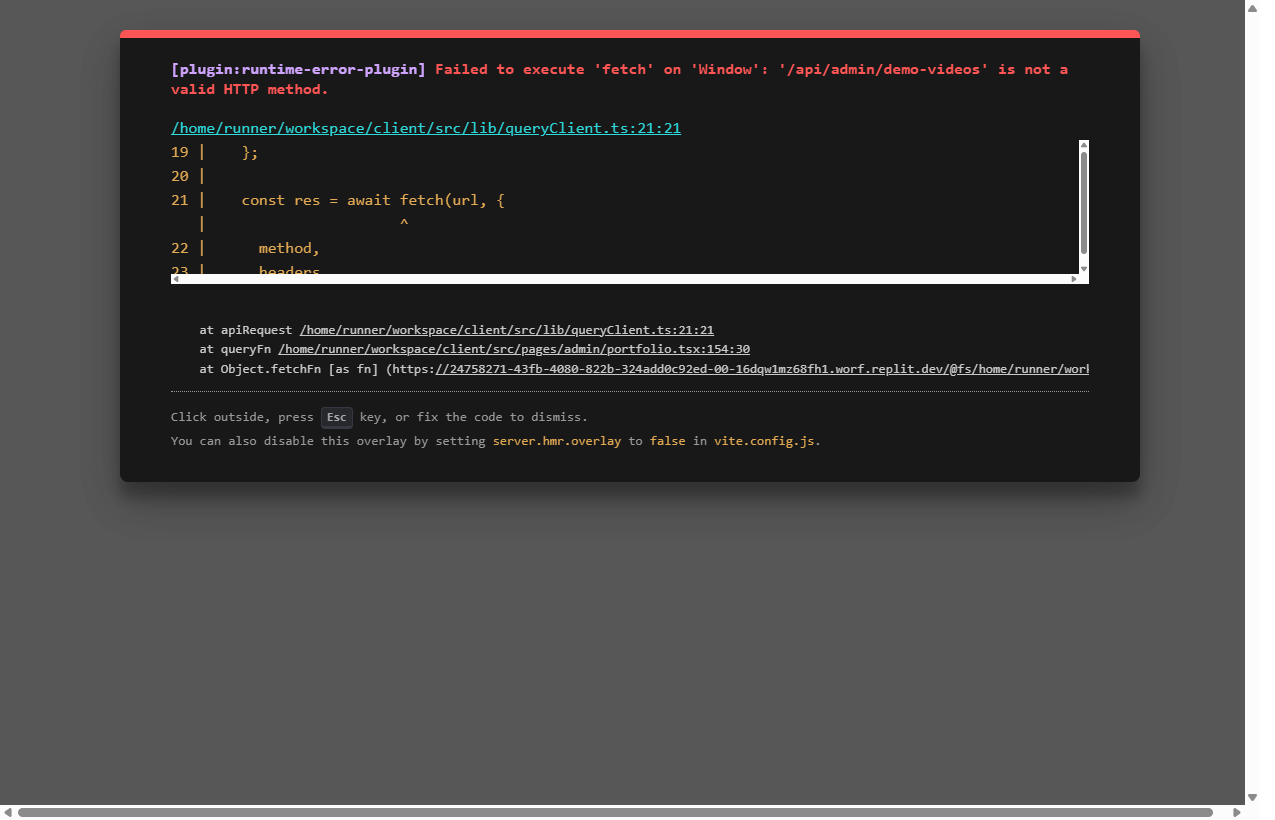 [plugin:runtime-error-plugin] Failed to execute 'fetch' on 'Window': '/api/admin/demo-videos' is not a
valid HTTP method.
/home/runner/workspace/client/src/lib/queryClient.ts:21:21
19 |    };
20 |
21 |    const res = await fetch(url, {
   |                      ^
22 |      method,
23 |      headers
at apiRequest /home/runner/workspace/client/src/lib/queryClient.ts:21:21
at queryFn /home/runner/workspace/client/src/pages/admin/portfolio.tsx:154:30
at Object.fetchFn [as fn] (https://24758271-43fb-4080-822b-324add0c92ed-00-16dqw1mz68fh1.worf.replit.dev/@fs/home/runner/work
Click outside, press Esc key, or fix the code to dismiss.
You can also disable this overlay by setting server.hmr.overlay to false in vite.config.js.